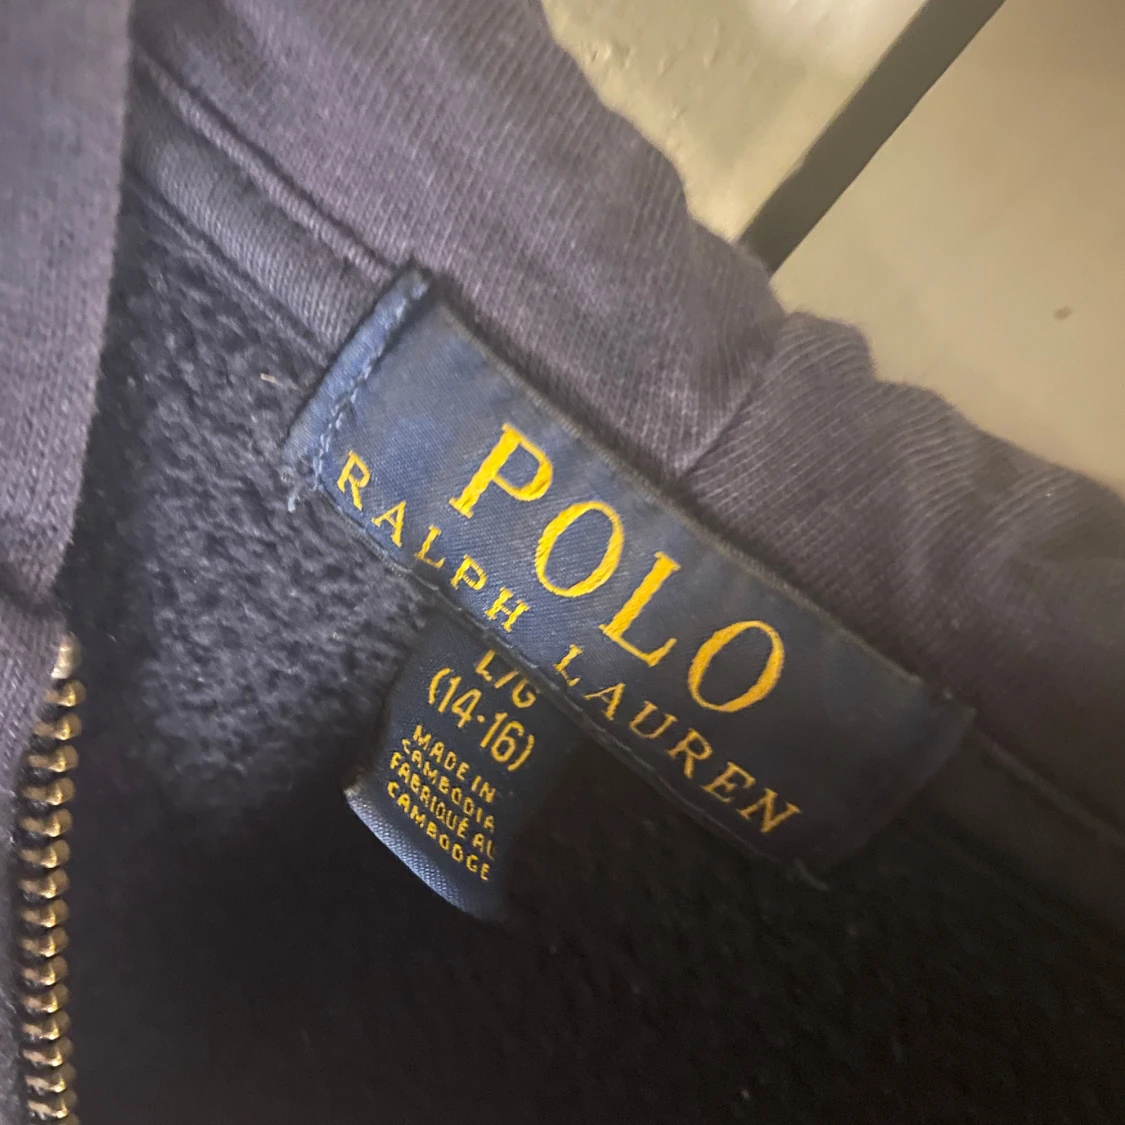 POLO
RALPH LAUREN
L/G
(14-16)
MADE IN
CAMBODIA
FABRIQUÉ AU
CAMBODGE